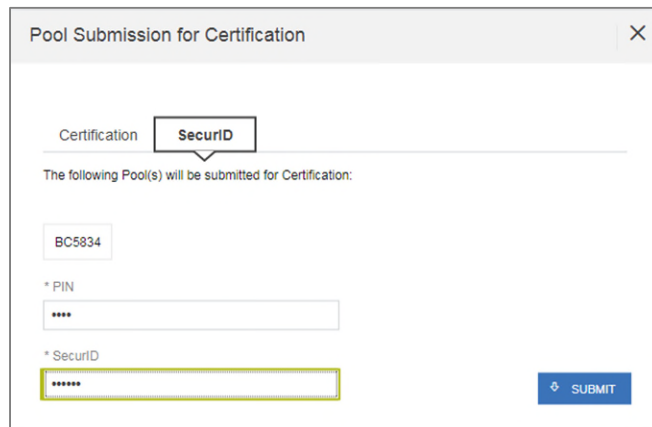 Pool Submission for Certification
Certification SecurID
The following Pool(s) will be submitted for Certification:
BC5834
* PIN
••••
* SecurID
••••••
SUBMIT